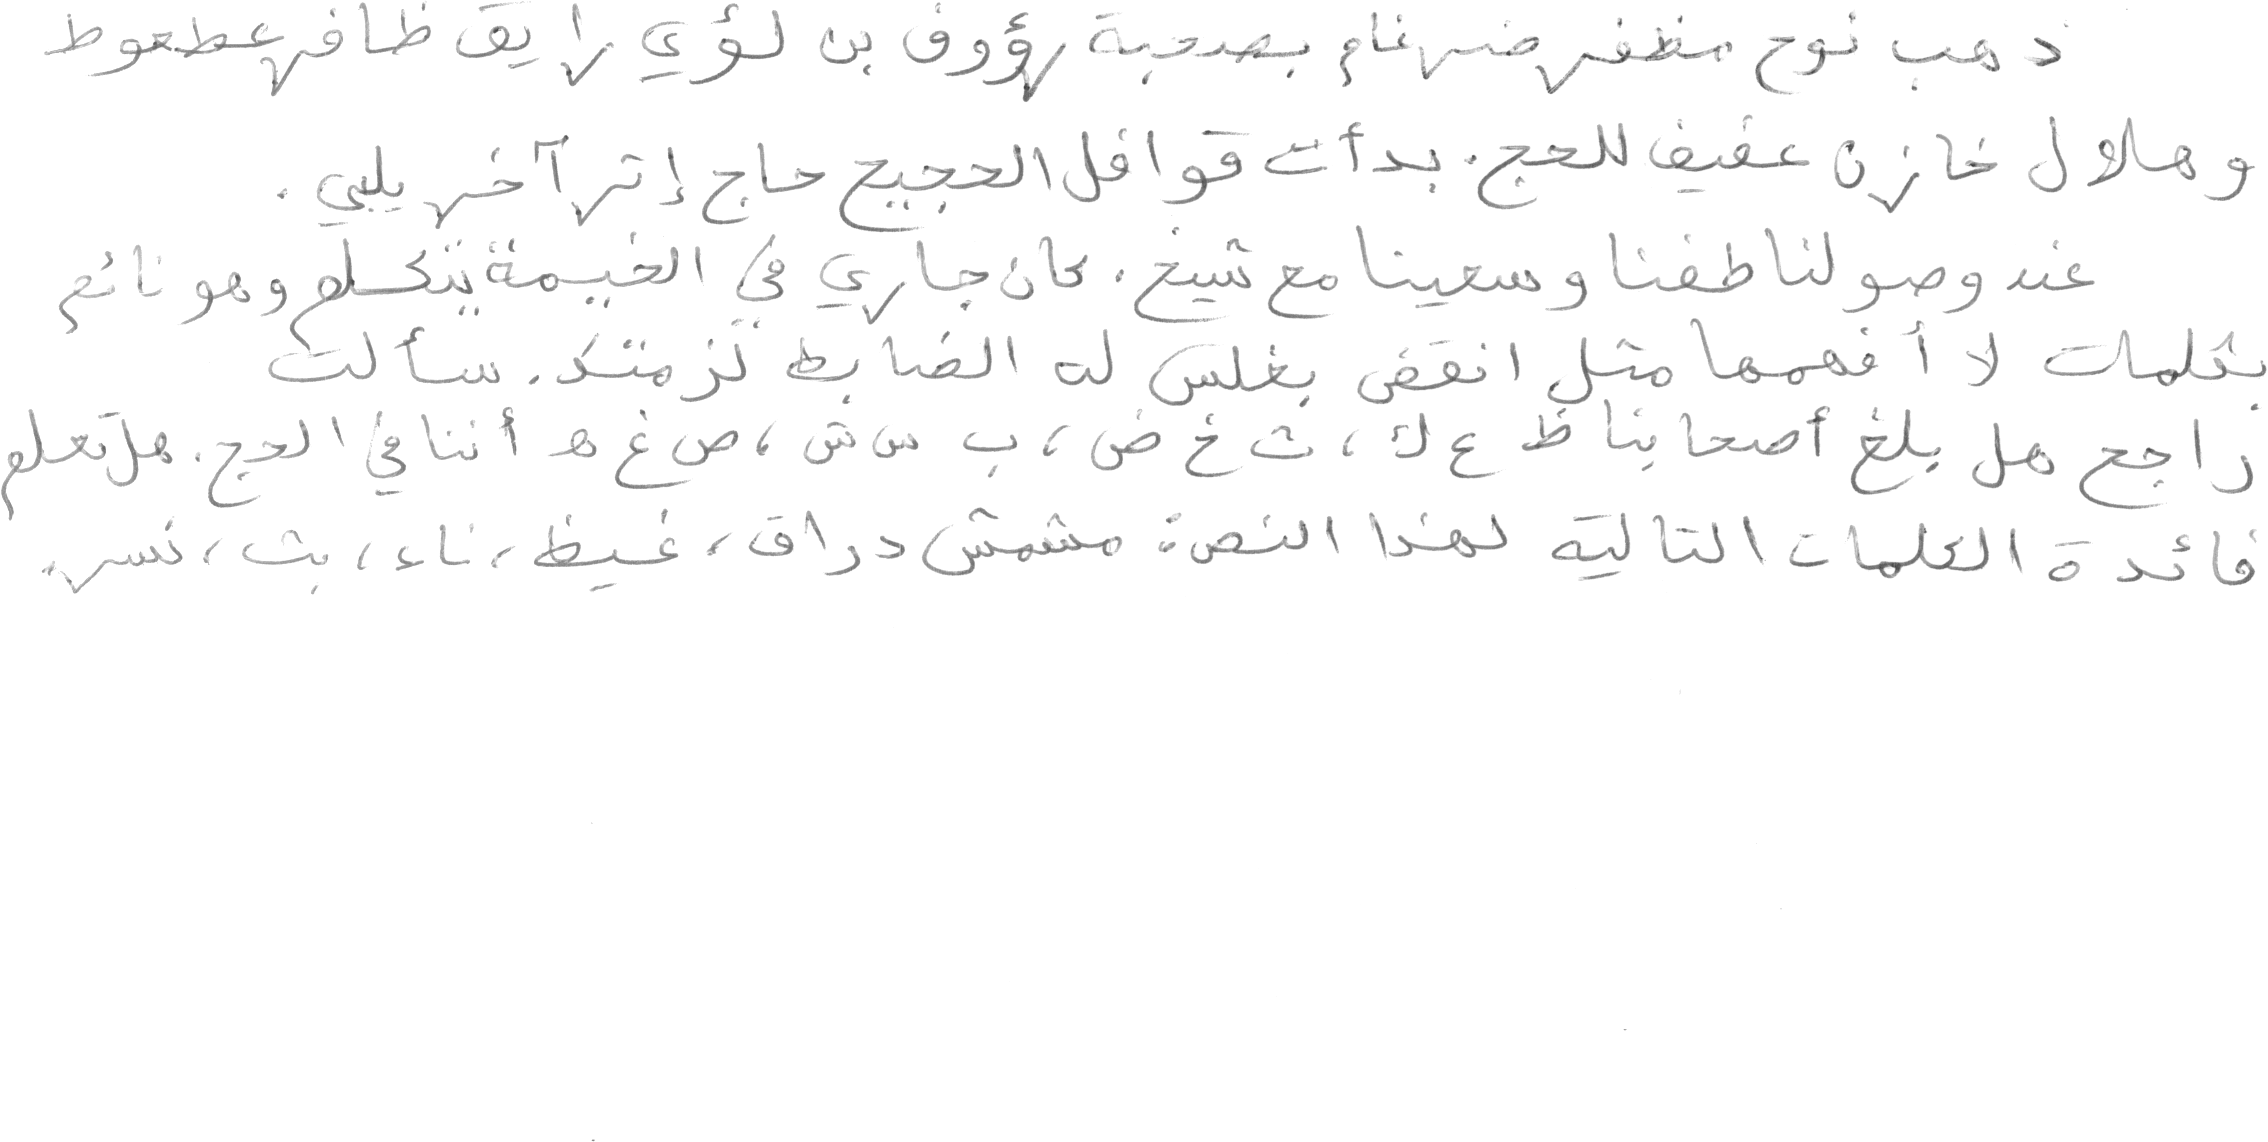 ذهب نوح مظفر ضرغام بصحبة رؤوف بن لؤي رايق ظافر عطعوط
وهلال خازن عفيف للحج. بدأت قوافل الحجيج حاج إثر آخر يلبي.
عند وصولنا طفنا وسعينا مع شيخ. كان جاري في الخيمة يتكلم وهو نائم
بكلمات لا أفهمها مثل انقض بغلس له الضابط ثز منتكد. سألت
راجح هل بلغ أصحابنا ظ ع ك، ث خ ض، ب س ش، ص غ ه أننا في الحج. هل تعلم
فائدة الكلمات التالية لهذا النص: مشمش دراق، غيظ، ناء، بث، نسر.